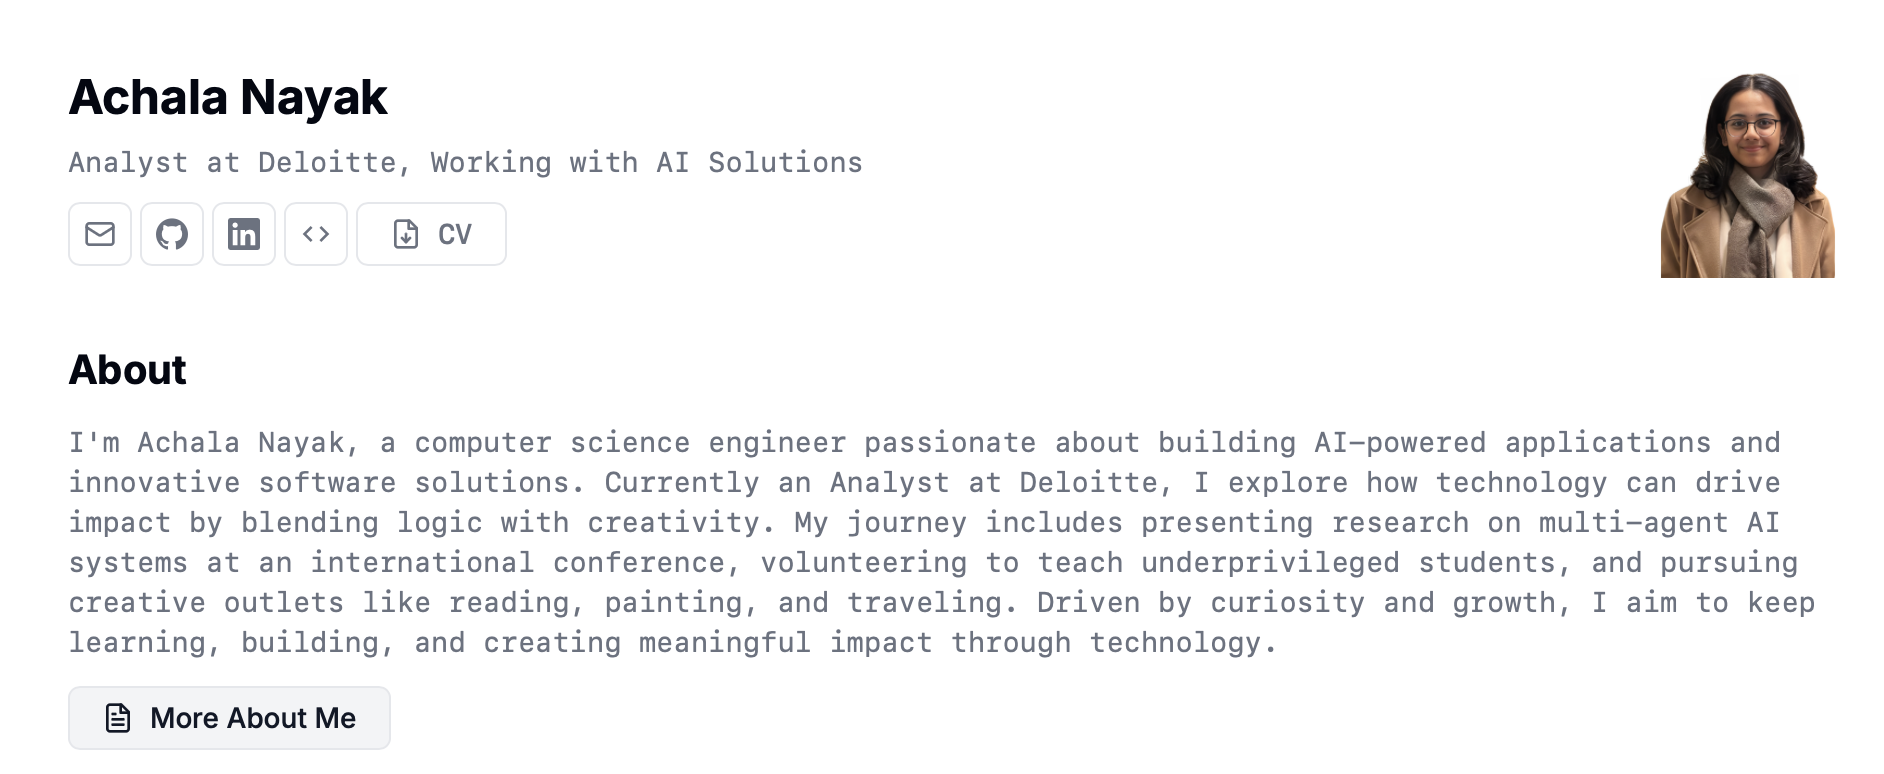 Achala Nayak
Analyst at Deloitte, Working with AI Solutions
CV
About
I'm Achala Nayak, a computer science engineer passionate about building AI-powered applications and
innovative software solutions. Currently an Analyst at Deloitte, I explore how technology can drive
impact by blending logic with creativity. My journey includes presenting research on multi-agent AI
systems at an international conference, volunteering to teach underprivileged students, and pursuing
creative outlets like reading, painting, and traveling. Driven by curiosity and growth, I aim to keep
learning, building, and creating meaningful impact through technology.
More About Me